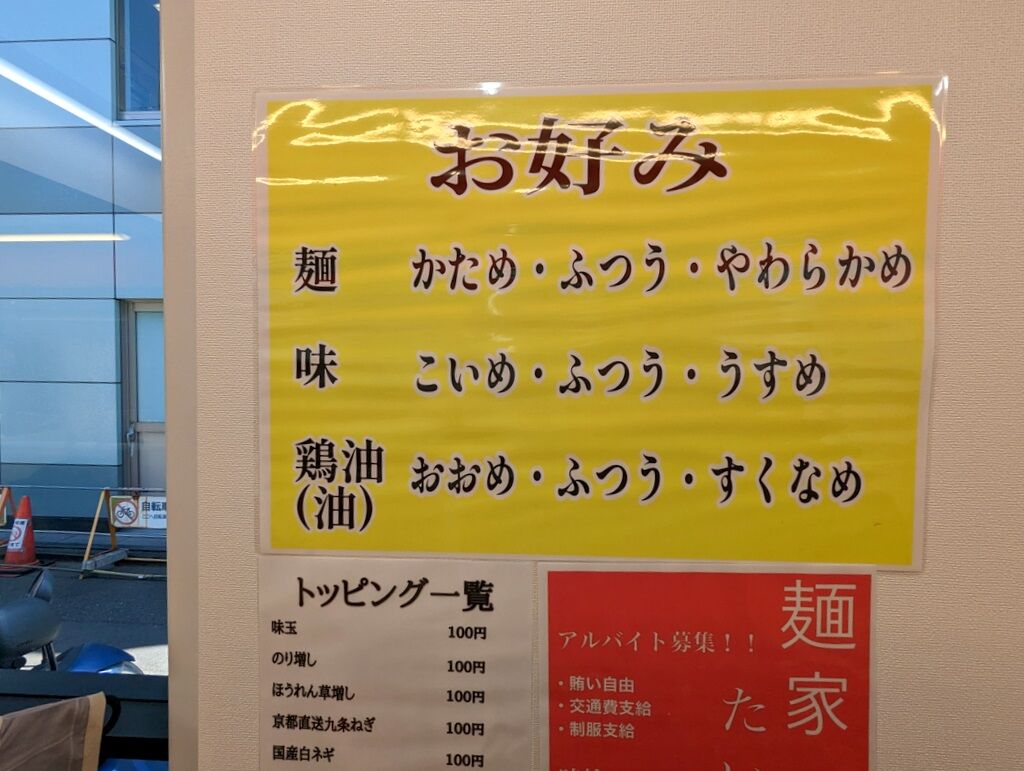 お好み
麺 かため・ふつう・やわらかめ
味 こいめ・ふつう・うすめ
鶏油(油) おおめ・ふつう・すくなめ
トッピング一覧
味玉 100円
のり増し 100円
ほうれん草増し 100円
京都直送九条ねぎ 100円
国産白ネギ 100円
麺家
た
アルバイト募集!!
・賄い自由
・交通費支給
・制服支給
自転